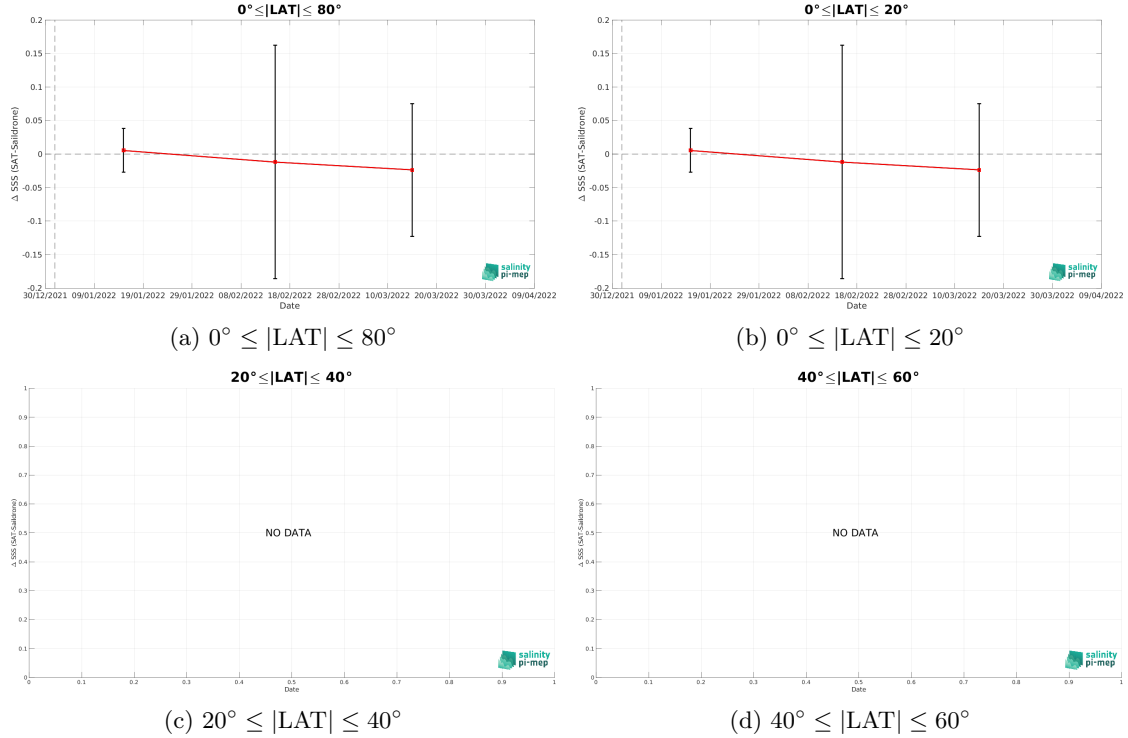 0°≤|LAT|≤ 80°
0.2
0.15
0.1
0.05
0
-0.05
-0.1
-0.15
-0.2
Δ SSS (SAT-Saildrone)
30/12/2021 09/01/2022 19/01/2022 29/01/2022 08/02/2022 18/02/2022 28/02/2022 10/03/2022 20/03/2022 30/03/2022 09/04/2022
Date
salinity
pi-mep
(a) 0° ≤ |LAT| ≤ 80°
0°≤|LAT|≤ 20°
0.2
0.15
0.1
0.05
0
-0.05
-0.1
-0.15
-0.2
Δ SSS (SAT-Saildrone)
30/12/2021 09/01/2022 19/01/2022 29/01/2022 08/02/2022 18/02/2022 28/02/2022 10/03/2022 20/03/2022 30/03/2022 09/04/2022
Date
salinity
pi-mep
(b) 0° ≤ |LAT| ≤ 20°
20°≤|LAT|≤ 40°
1
0.9
0.8
0.7
0.6
0.5
0.4
0.3
0.2
0.1
0
Δ SSS (SAT-Saildrone)
NO DATA
0 0.1 0.2 0.3 0.4 0.5 0.6 0.7 0.8 0.9 1
Date
salinity
pi-mep
(c) 20° ≤ |LAT| ≤ 40°
40°≤|LAT|≤ 60°
1
0.9
0.8
0.7
0.6
0.5
0.4
0.3
0.2
0.1
0
Δ SSS (SAT-Saildrone)
NO DATA
0 0.1 0.2 0.3 0.4 0.5 0.6 0.7 0.8 0.9 1
Date
salinity
pi-mep
(d) 40° ≤ |LAT| ≤ 60°